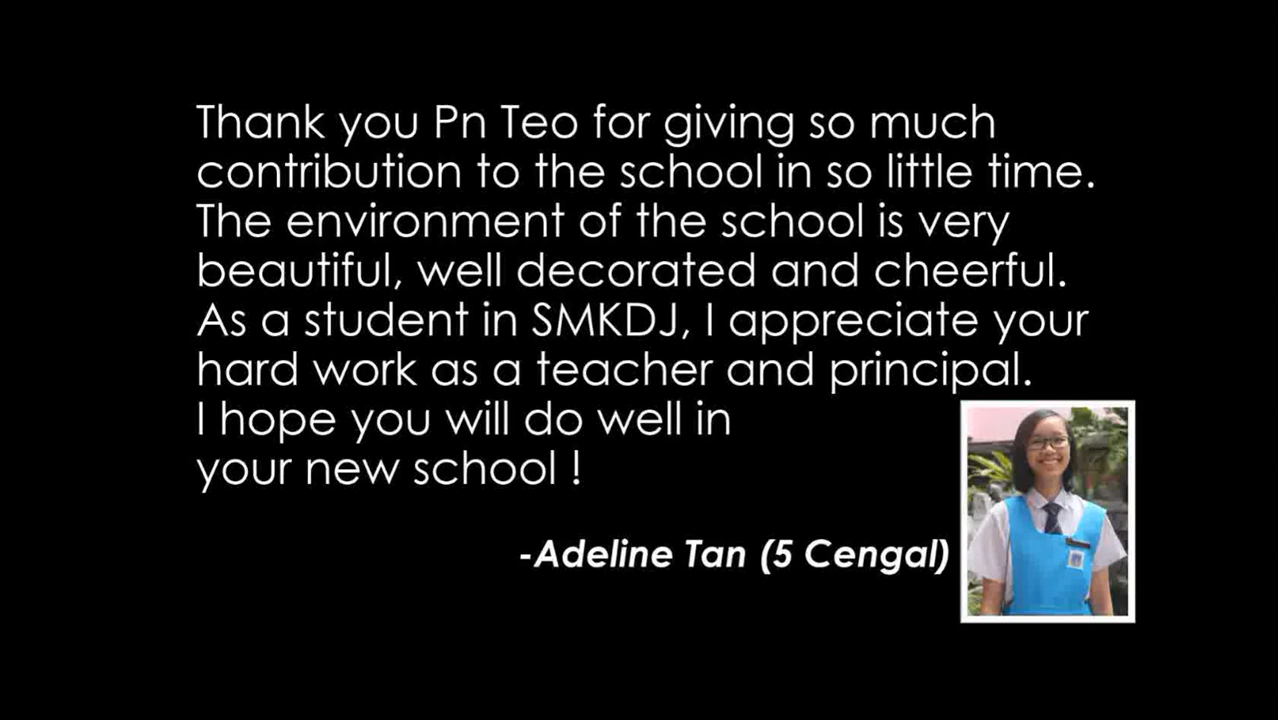 Thank you Pn Teo for giving so much
contribution to the school in so little time.
The environment of the school is very
beautiful, well decorated and cheerful.
As a student in SMKDJ, I appreciate your
hard work as a teacher and principal.
I hope you will do well in
your new school !
-Adeline Tan (5 Cengal)